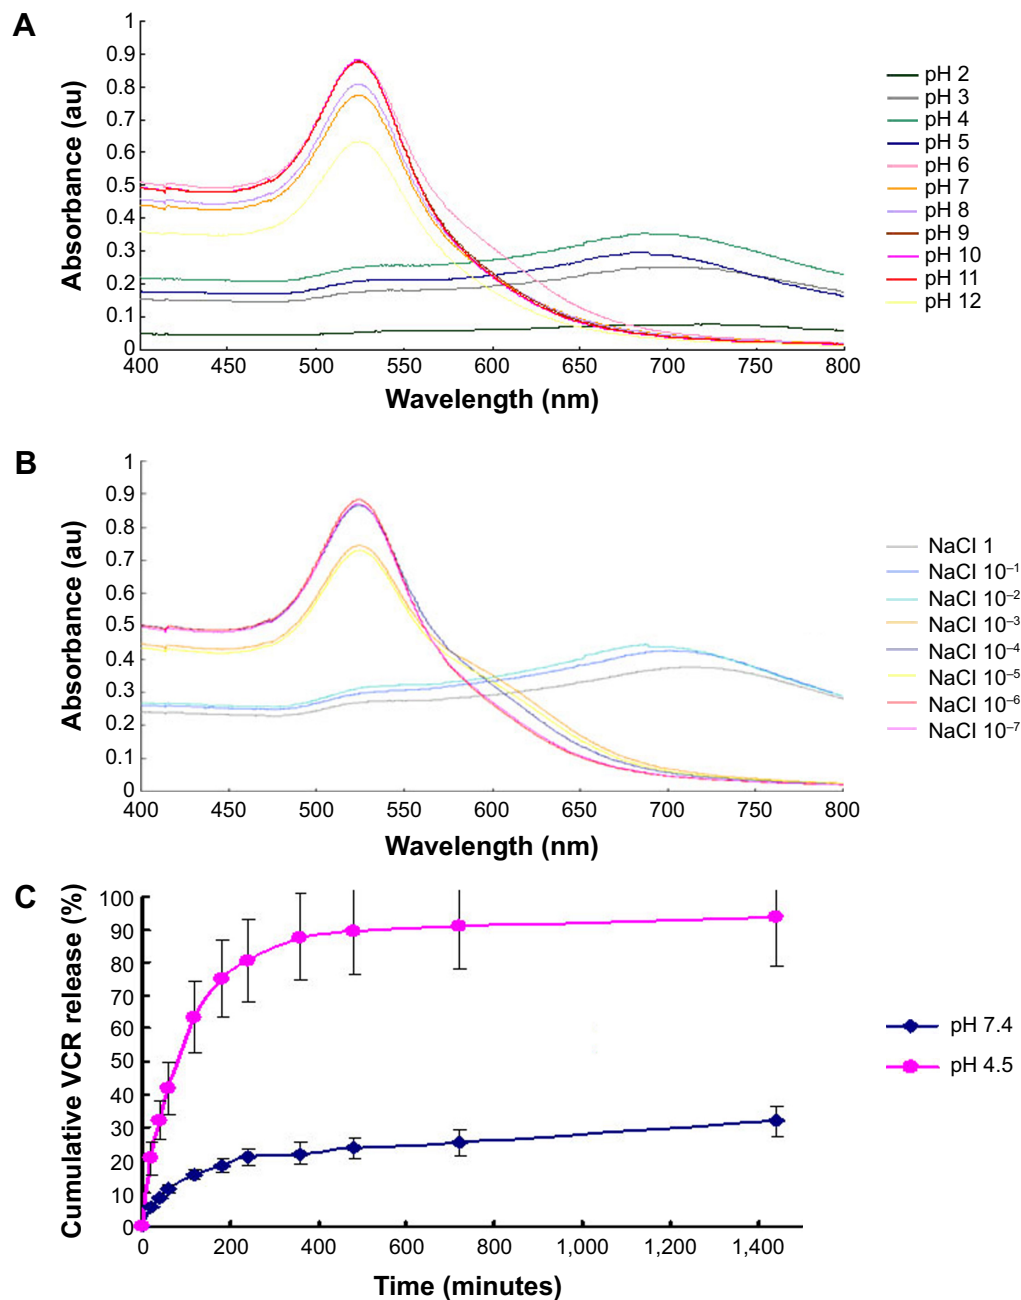 A
Absorbance (au)
1
0.9
0.8
0.7
0.6
0.5
0.4
0.3
0.2
0.1
0
400 450 500 550 600 650 700 750 800
Wavelength (nm)
pH 2
pH 3
pH 4
pH 5
pH 6
pH 7
pH 8
pH 9
pH 10
pH 11
pH 12
B
Absorbance (au)
1
0.9
0.8
0.7
0.6
0.5
0.4
0.3
0.2
0.1
0
400 450 500 550 600 650 700 750 800
Wavelength (nm)
NaCl 1
NaCl 10⁻¹
NaCl 10⁻²
NaCl 10⁻³
NaCl 10⁻⁴
NaCl 10⁻⁵
NaCl 10⁻⁶
NaCl 10⁻⁷
C
Cumulative VCR release (%)
100
90
80
70
60
50
40
30
20
10
0
0 200 400 600 800 1,000 1,200 1,400
Time (minutes)
pH 7.4
pH 4.5